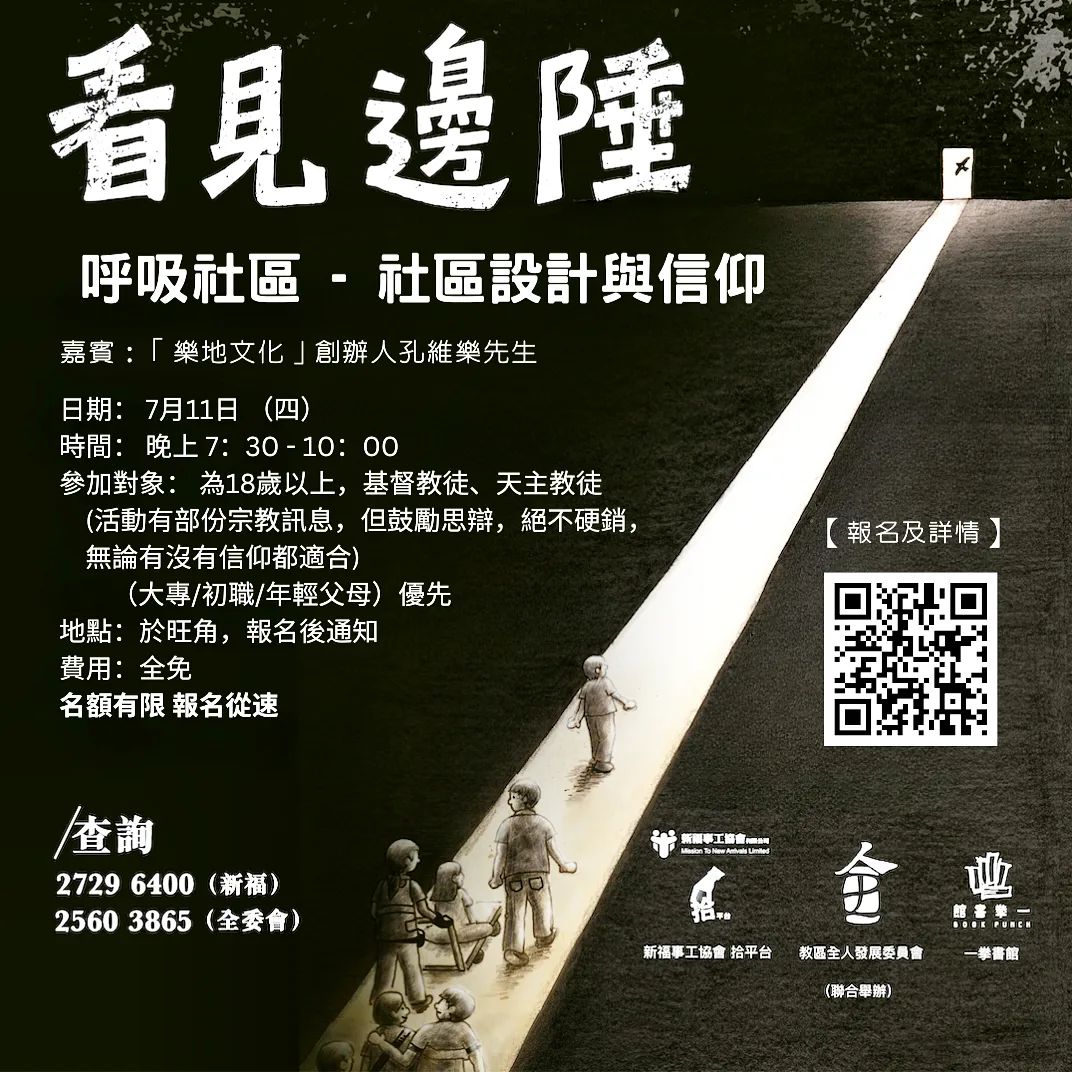 看見邊陲
呼吸社區 - 社區設計與信仰
嘉賓：「樂地文化」創辦人孔維樂先生
日期： 7月11日 （四）
時間： 晚上 7：30 - 10：00
參加對象： 為18歲以上，基督教徒、天主教徒
(活動有部份宗教訊息，但鼓勵思辯，絕不硬銷，
無論有沒有信仰都適合)
（大專/初職/年輕父母）優先
地點：於旺角，報名後通知
費用：全免
名額有限 報名從速
【 報名及詳情 】
/查詢
2729 6400（新福）
2560 3865（全委會）
新福事工協會有限公司
Mission To New Arrivals Limited
拾平台
新福事工協會 拾平台
教區全人發展委員會
館書拳一
BOOK PUNCH
一拳書館
（聯合舉辦）